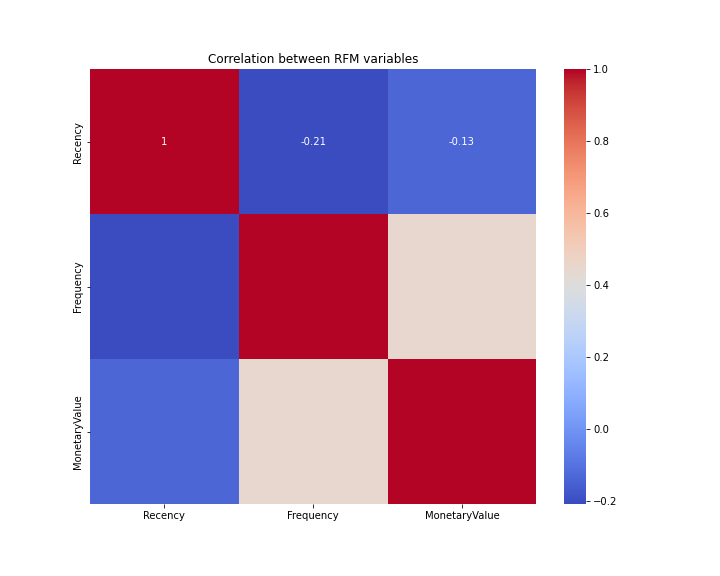 Correlation between RFM variables
Recency
1
-0.21
-0.13
Frequency
MonetaryValue
Recency
Frequency
MonetaryValue
1.0
0.8
0.6
0.4
0.2
0.0
−0.2